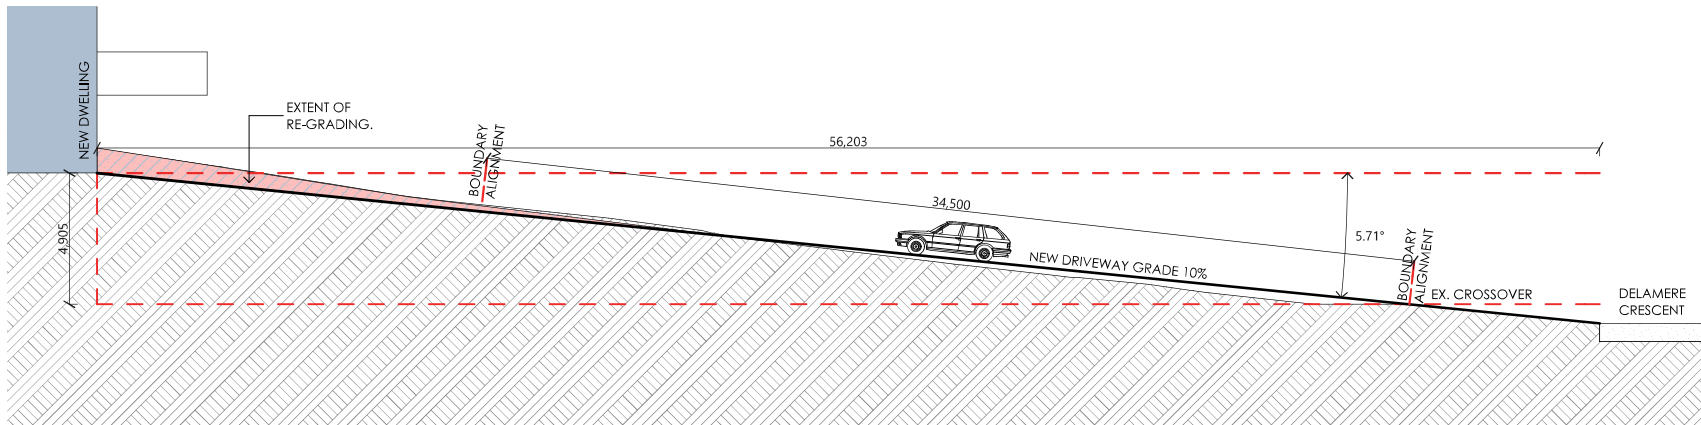 NEW DWELLING
EXTENT OF
RE-GRADING.
BOUNDARY
ALIGNMENT
56,203
34,500
4,905
5.71°
NEW DRIVEWAY GRADE 10%
BOUNDARY
ALIGNMENT
EX. CROSSOVER
DELAMERE
CRESCENT